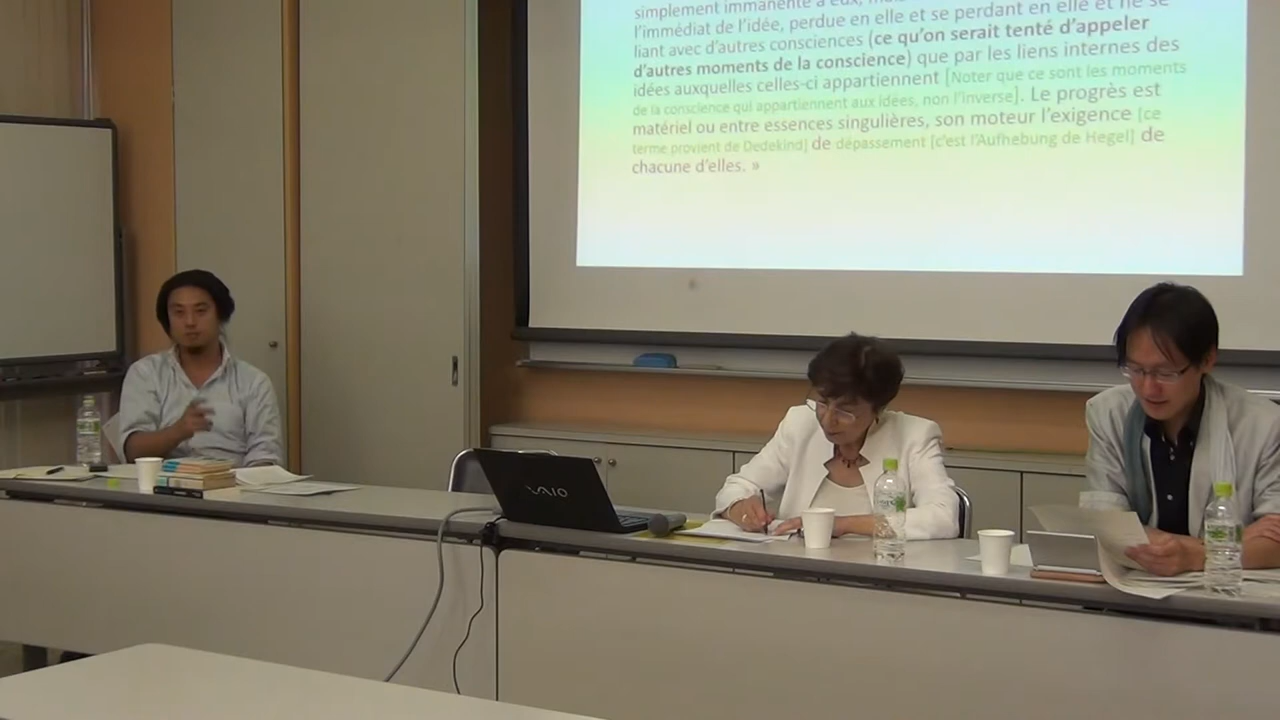 simplement immanente à eux,
l'immédiat de l'idée, perdue en elle et se perdant en elle et ne se
liant avec d'autres consciences (ce qu'on serait tenté d'appeler
d'autres moments de la conscience) que par les liens internes des
idées auxquelles celles-ci appartiennent [Noter que ce sont les moments
de la conscience qui appartiennent aux idées, non l'inverse]. Le progrès est
matériel ou entre essences singulières, son moteur l'exigence [ce
terme provient de Dedekind] de dépassement [c'est l'Aufhebung de Hegel] de
chacune d'elles. »
VAIO